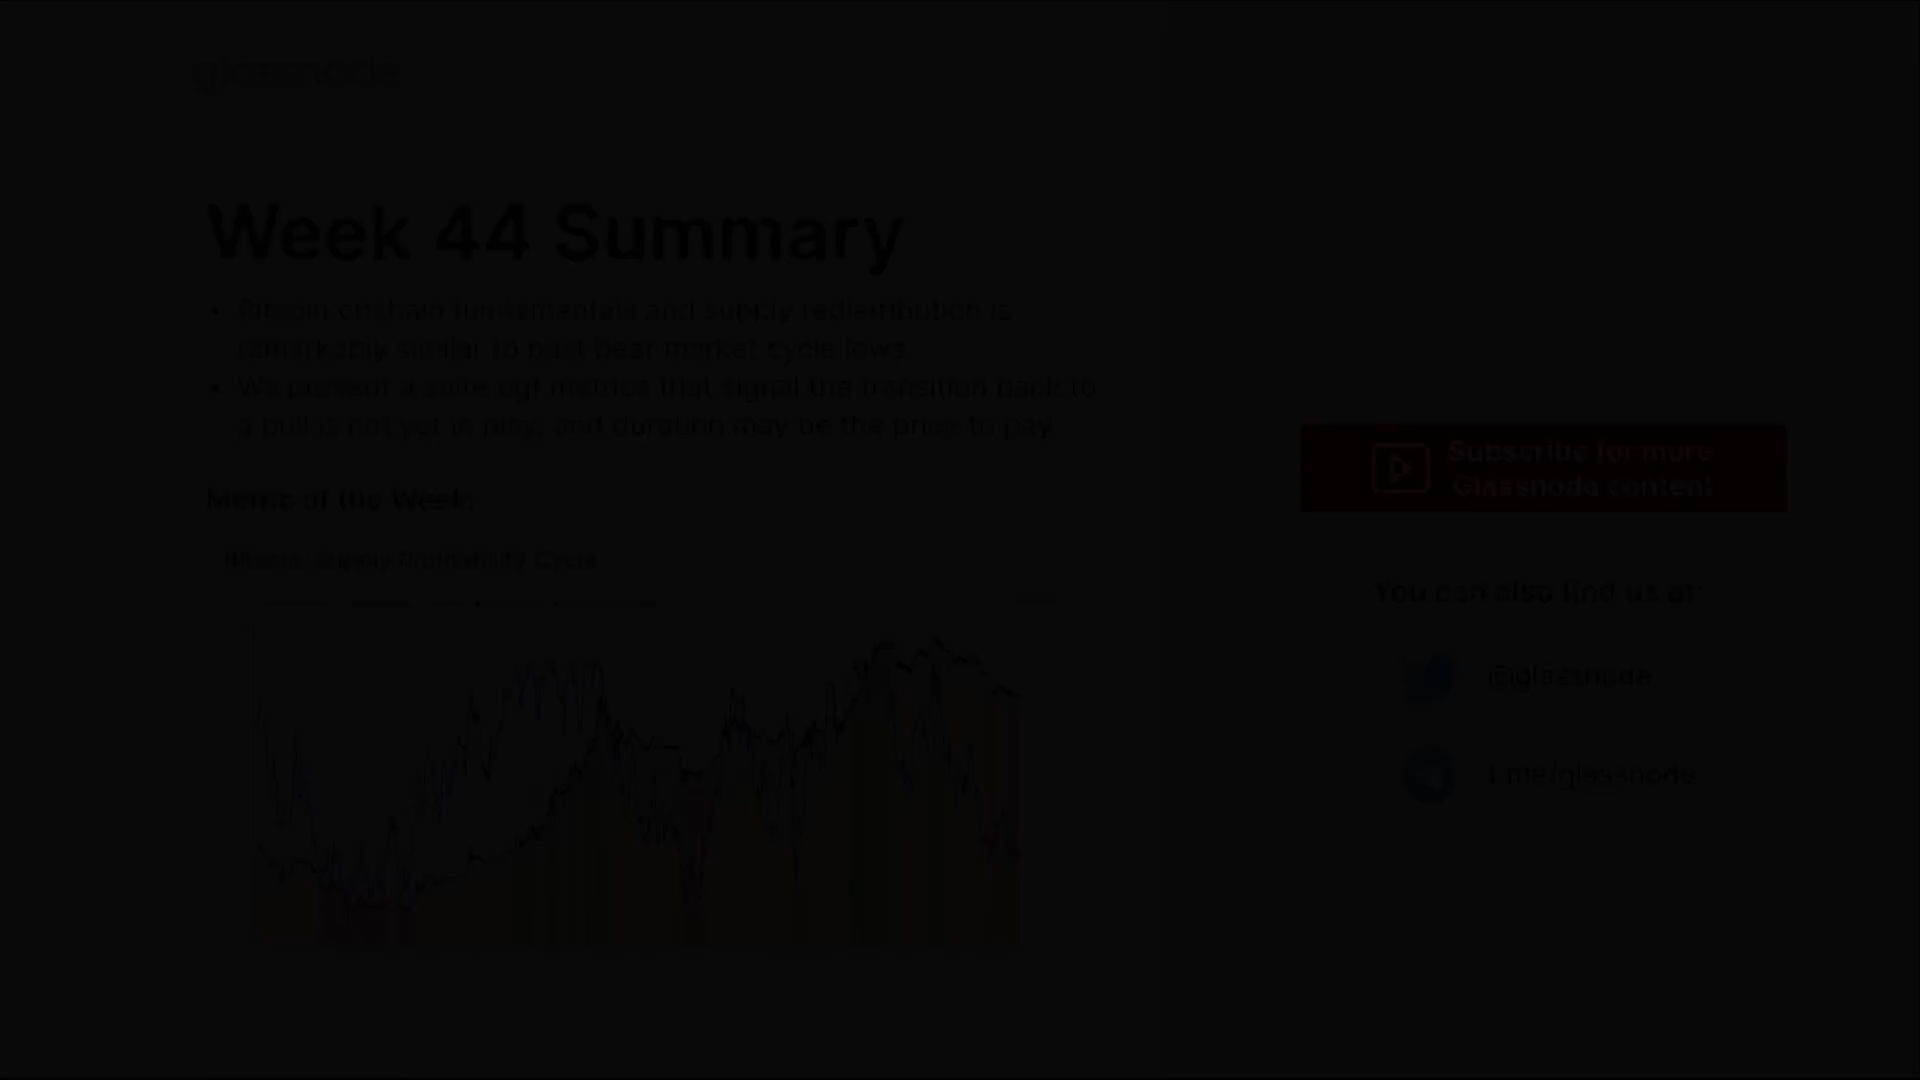 glassnode
Week 44 Summary
• Bitcoin onchain fundamentals and supply redistribution is
remarkably similar to past bear market cycle lows.
• We present a suite ogf metrics that signal the transition back to
a bull is not yet in play, and duration may be the price to pay
Metric of the Week:
Bitcoin: Supply Profitability Cycle
Subscribe for more
Glassnode content
You can also find us at:
@glassnode
t.me/glassnode